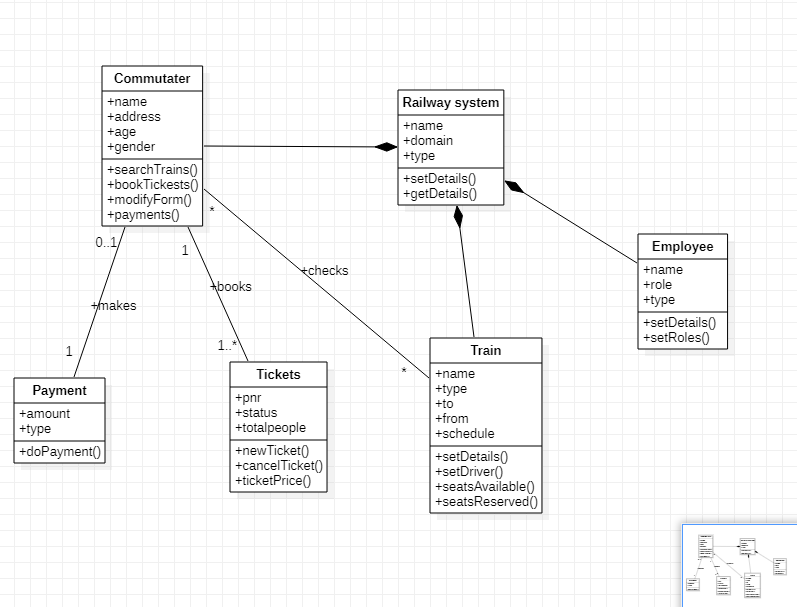 Commutater
+name
+address
+age
+gender
+searchTrains()
+bookTickests()
+modifyForm()
+payments()
Railway system
+name
+domain
+type
+setDetails()
+getDetails()
*
0..1
1
+checks
+books
+makes
1
1..*
*
Employee
+name
+role
+type
+setDetails()
+setRoles()
Payment
+amount
+type
+doPayment()
Tickets
+pnr
+status
+totalpeople
+newTicket()
+cancelTicket()
+ticketPrice()
Train
+name
+type
+to
+from
+schedule
+setDetails()
+setDriver()
+seatsAvailable()
+seatsReserved()